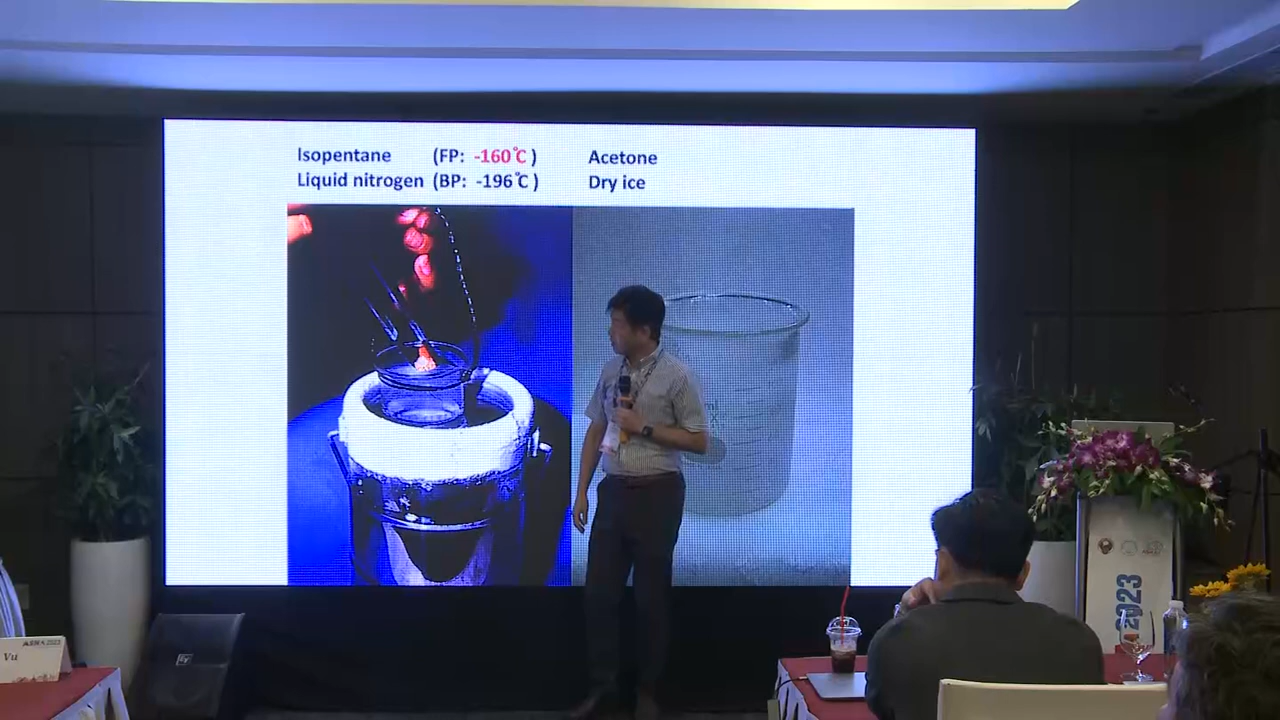 Isopentane (FP: -160℃ )
Liquid nitrogen (BP: -196℃ )
Acetone
Dry ice
Vu
2023